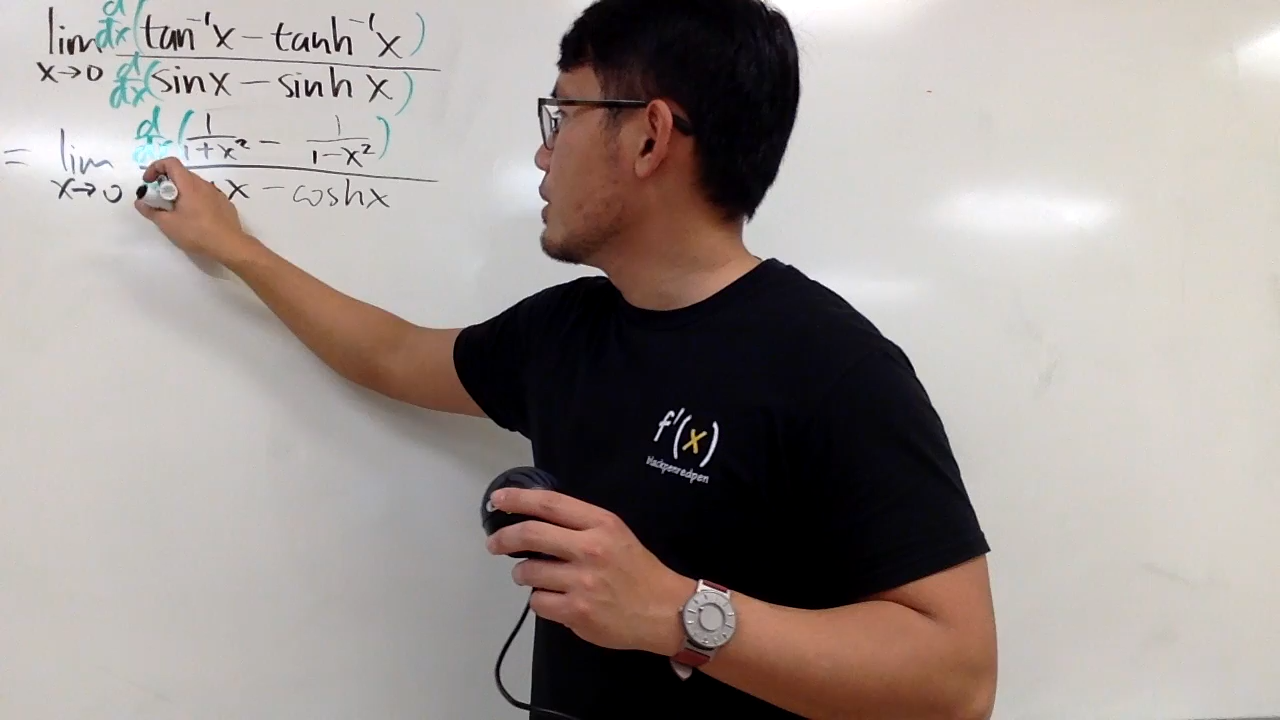 lim d/dx(tan⁻¹x − tanh⁻¹x)
x→0 d/dx(sinx − sinh x)
= lim d/dx(1/1+x² − 1/1−x²)
x→0 x − coshx
f'(x)
blackpenredpen